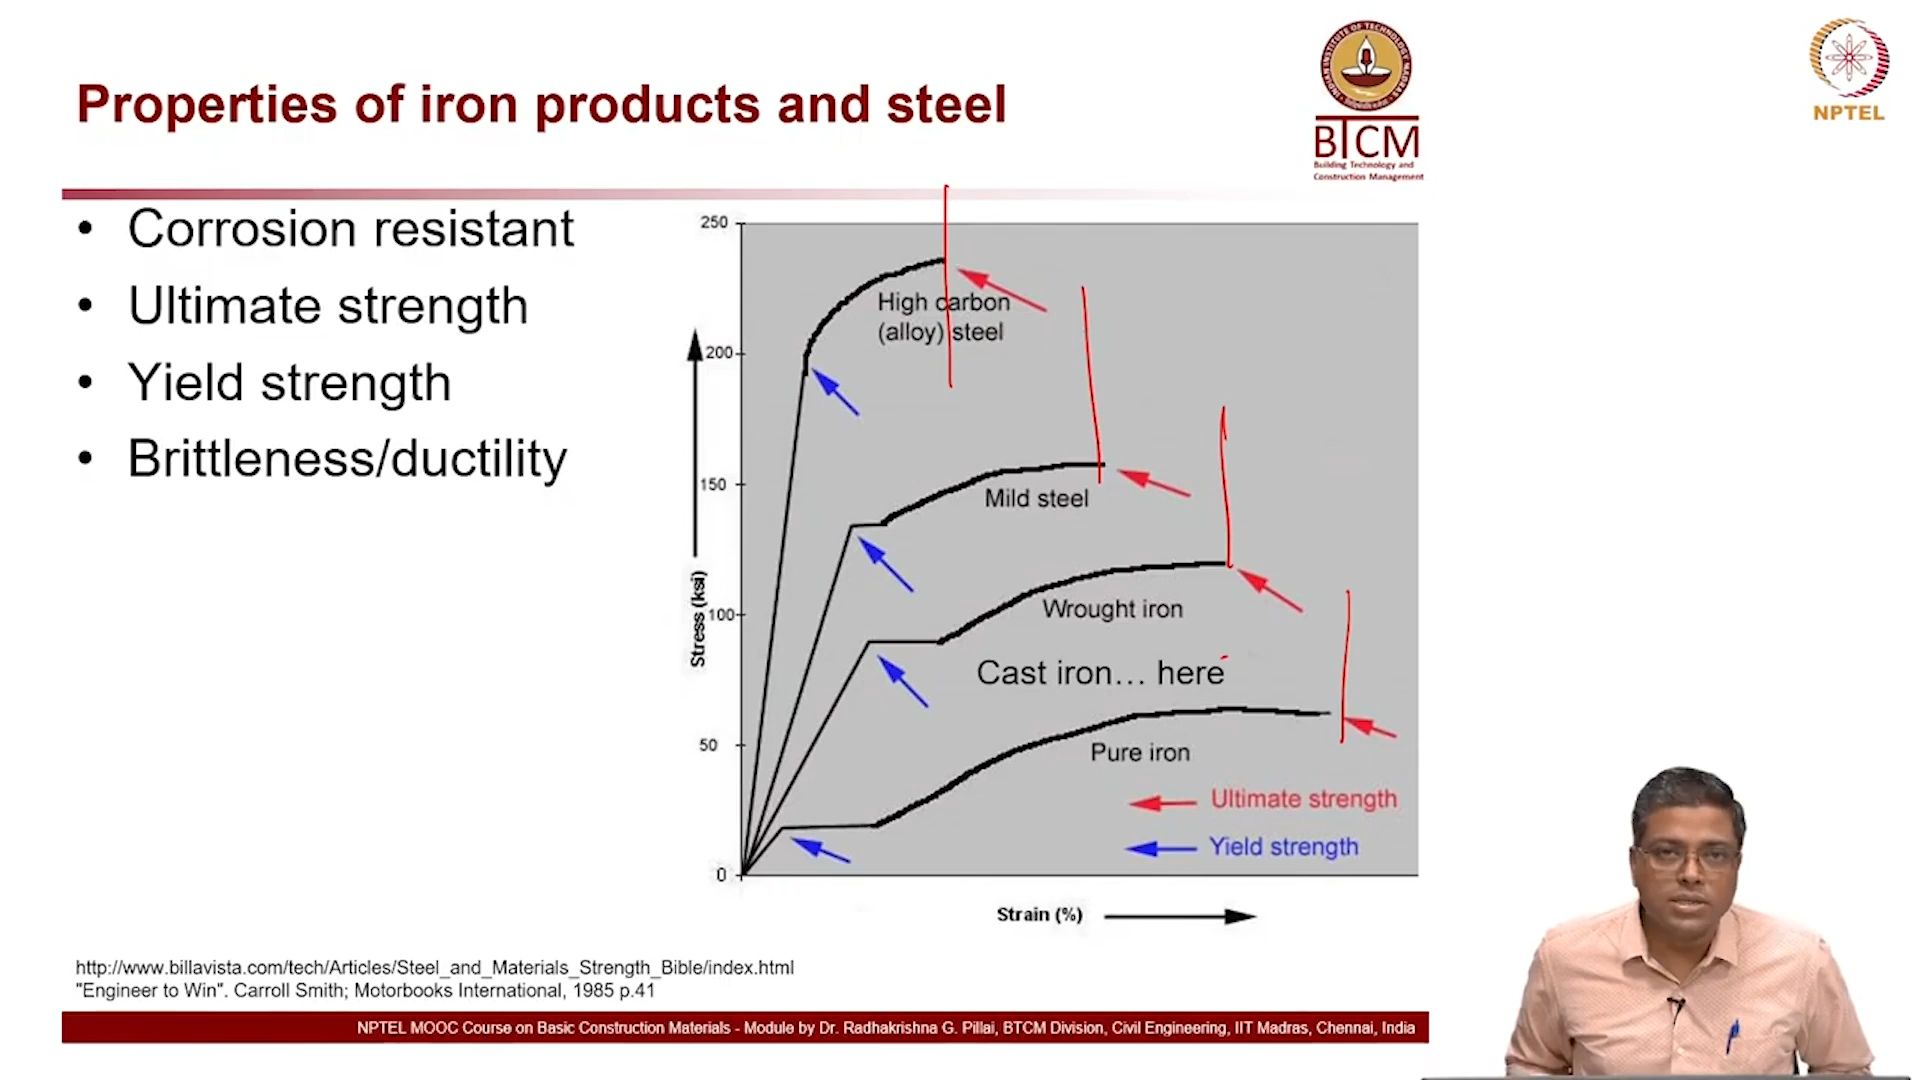 Properties of iron products and steel
BTCM
Building Technology and
Construction Management
NPTEL
• Corrosion resistant
• Ultimate strength
• Yield strength
• Brittleness/ductility
250
200
150
100
50
0
Stress (ksi)
High carbon
(alloy) steel
Mild steel
Wrought iron
Cast iron… here
Pure iron
Ultimate strength
Yield strength
Strain (%)
http://www.billavista.com/tech/Articles/Steel_and_Materials_Strength_Bible/index.html
"Engineer to Win". Carroll Smith; Motorbooks International, 1985 p.41
NPTEL MOOC Course on Basic Construction Materials - Module by Dr. Radhakrishna G. Pillai, BTCM Division, Civil Engineering, IIT Madras, Chennai, India